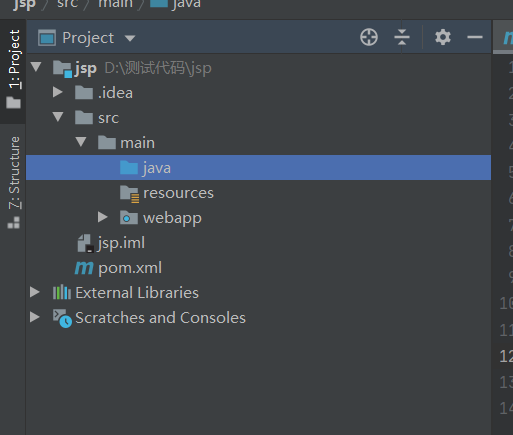 jsp
src
main
java
Project
1: Project
7: Structure
jsp D:\测试代码\jsp
.idea
src
main
java
resources
webapp
jsp.iml
pom.xml
External Libraries
Scratches and Consoles
1
2
3
4
5
6
7
8
9
10
11
12
13
14